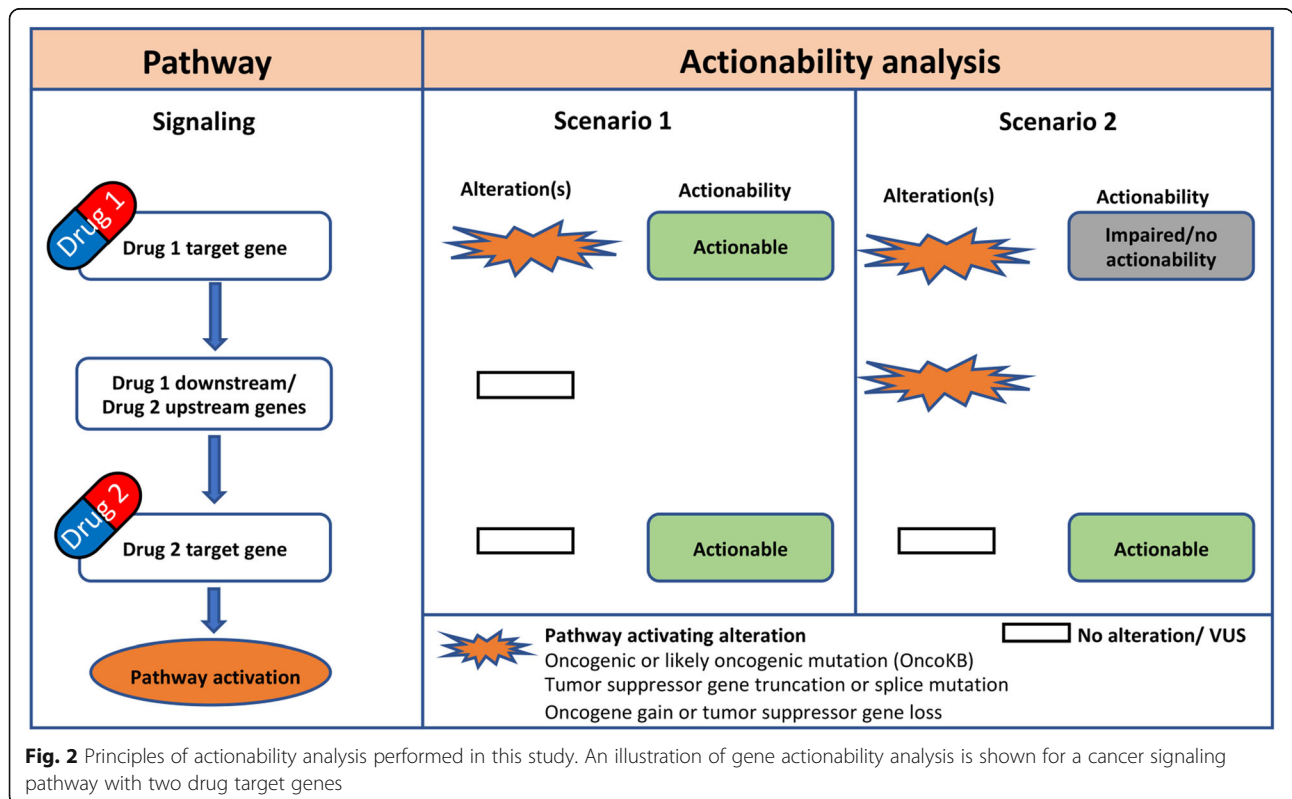 Pathway
Actionability analysis
Signaling
Drug 1
Drug 1 target gene
Drug 1 downstream/
Drug 2 upstream genes
Drug 2
Drug 2 target gene
Pathway activation
Scenario 1
Alteration(s) Actionability
Actionable
Actionable
Scenario 2
Alteration(s) Actionability
Impaired/no
actionability
Actionable
Pathway activating alteration
Oncogenic or likely oncogenic mutation (OncoKB)
Tumor suppressor gene truncation or splice mutation
Oncogene gain or tumor suppressor gene loss
No alteration/ VUS
Fig. 2 Principles of actionability analysis performed in this study. An illustration of gene actionability analysis is shown for a cancer signaling
pathway with two drug target genes